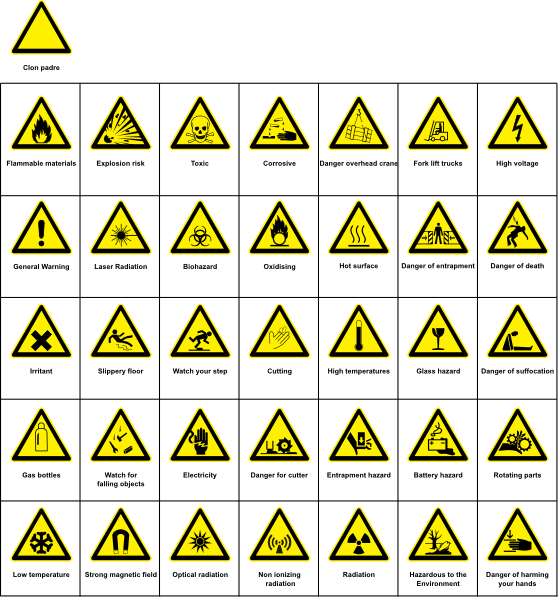 Clon padre
Flammable materials
Explosion risk
Toxic
Corrosive
Danger overhead crane
Fork lift trucks
High voltage
General Warning
Laser Radiation
Biohazard
Oxidising
Hot surface
Danger of entrapment
Danger of death
Irritant
Slippery floor
Watch your step
Cutting
High temperatures
Glass hazard
Danger of suffocation
Gas bottles
Watch for
falling objects
Electricity
Danger for cutter
Entrapment hazard
Battery hazard
Rotating parts
Low temperature
Strong magnetic field
Optical radiation
Non ionizing
radiation
Radiation
Hazardous to the
Environment
Danger of harming
your hands